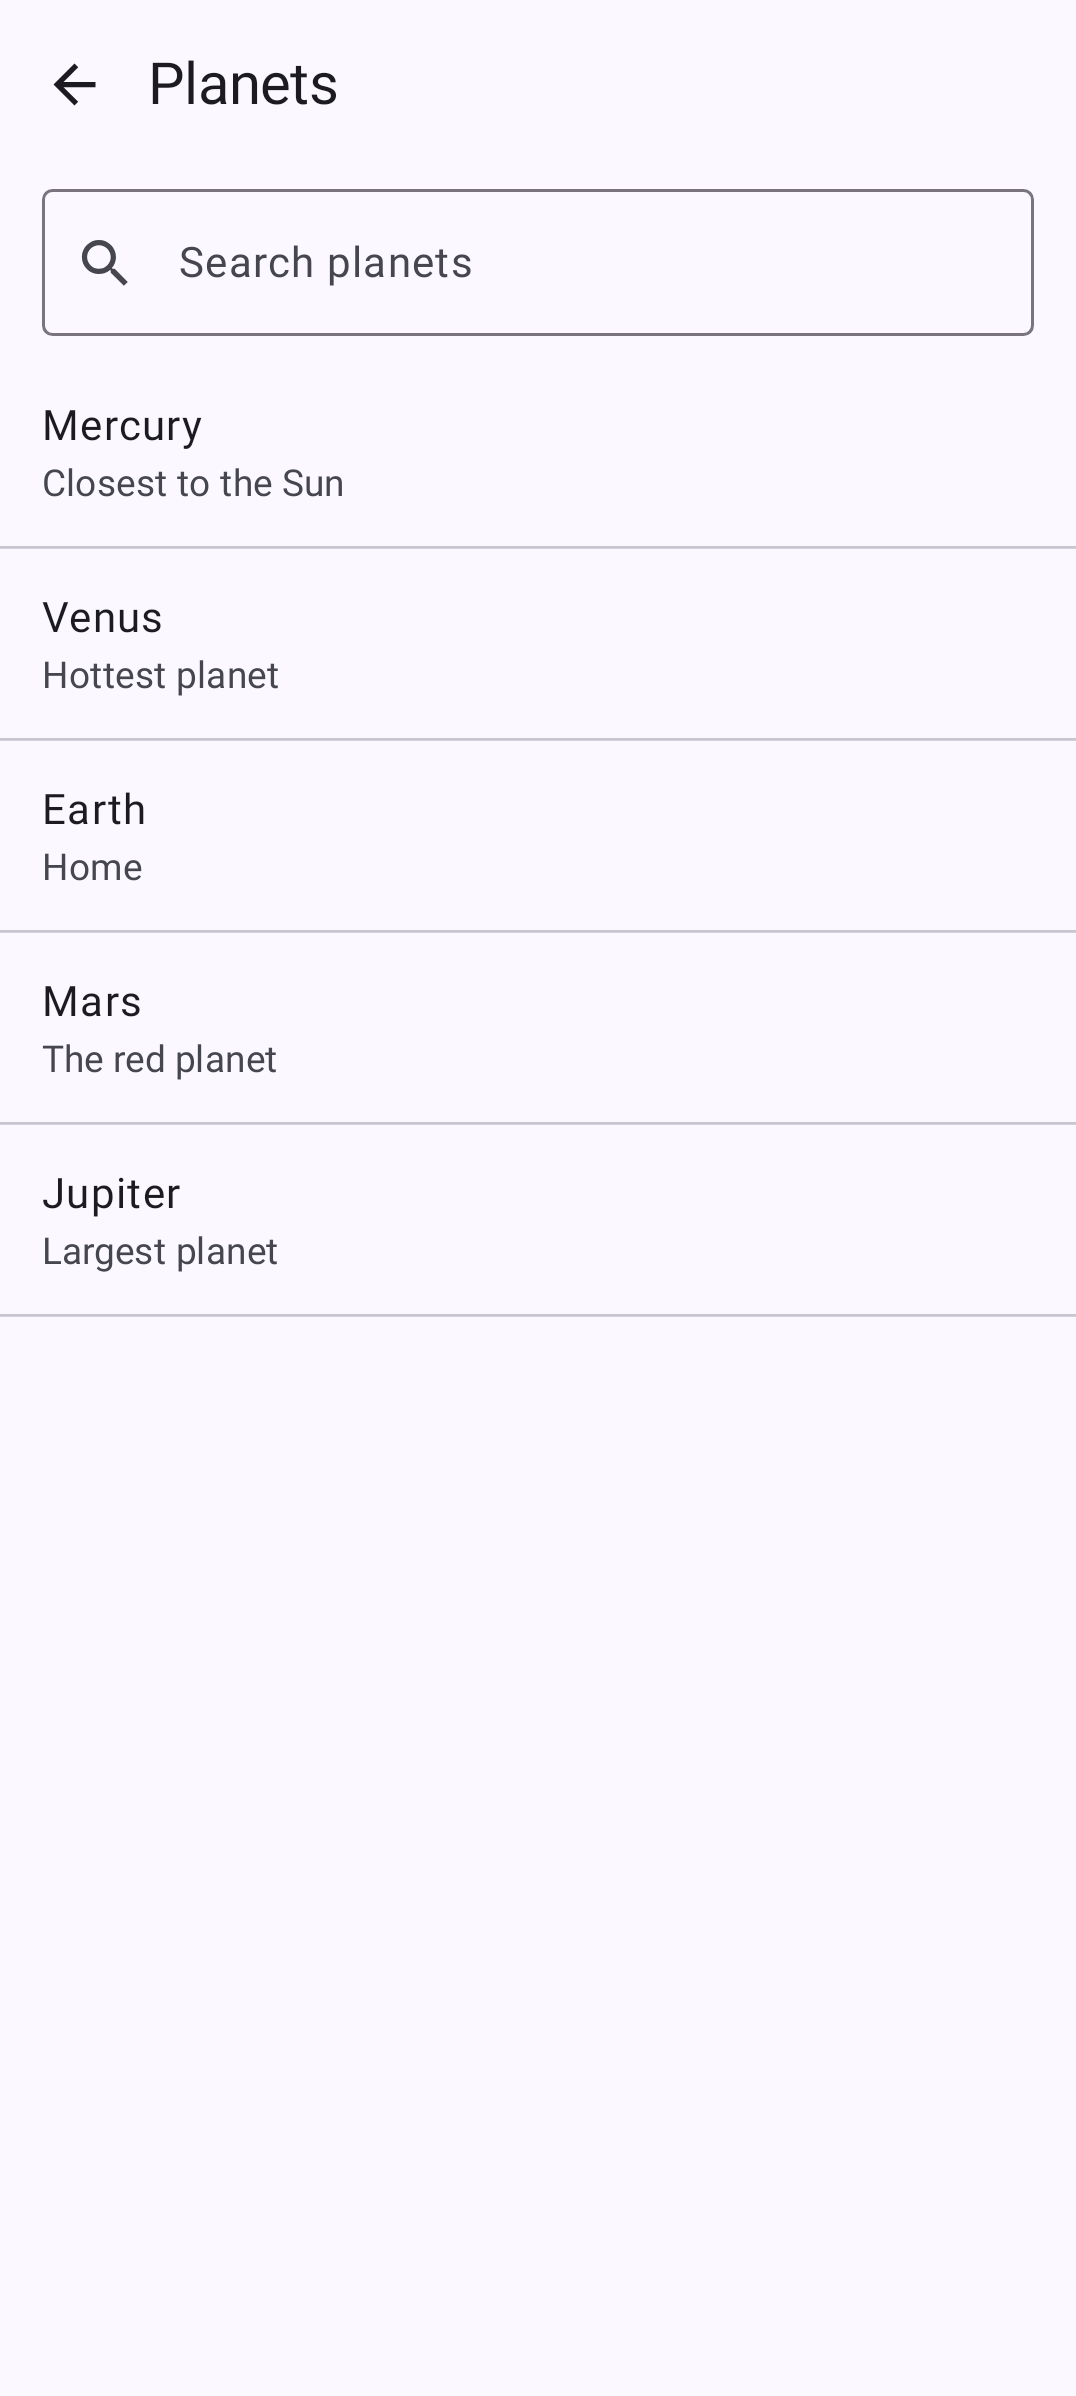 Planets
Search planets
Mercury
Closest to the Sun
Venus
Hottest planet
Earth
Home
Mars
The red planet
Jupiter
Largest planet